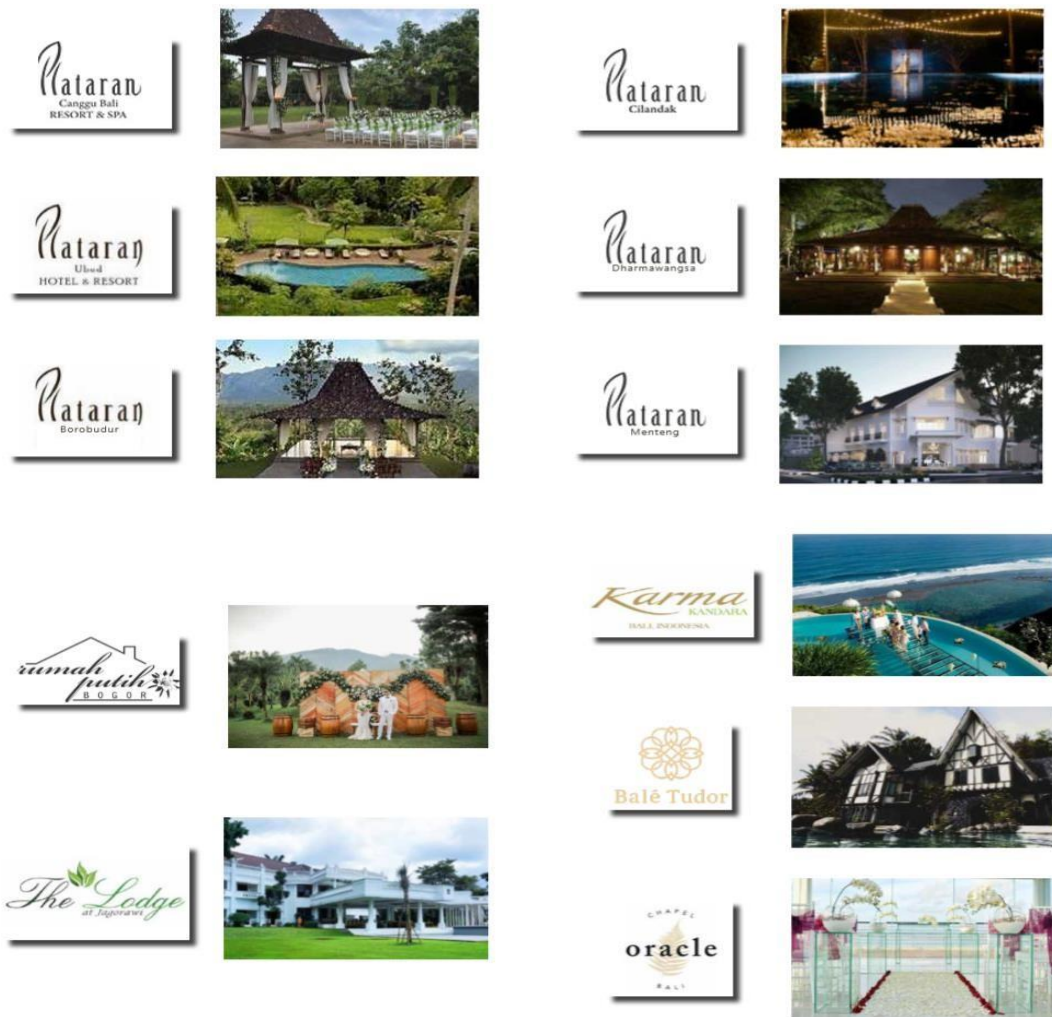 Plataran
Canggu Bali
RESORT & SPA
Plataran
Ubud
HOTEL & RESORT
Plataran
Borobudur
rumah
putih
BOGOR
The Lodge
at Jagorawi
Plataran
Cilandak
Plataran
Dharmawangsa
Plataran
Menteng
Karma
KANDARA
BALI, INDONESIA
Balê Tudor
CHAPEL
oracle
BALI